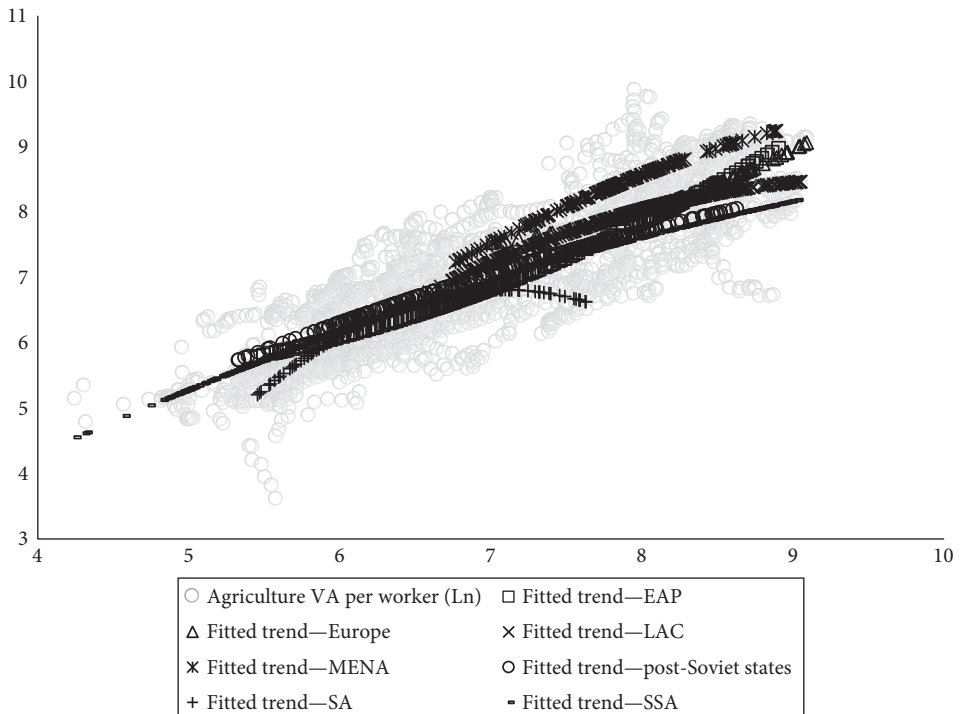 11
10
9
8
7
6
5
4
3
4 5 6 7 8 9 10
Agriculture VA per worker (Ln) Fitted trend—EAP
Fitted trend—Europe Fitted trend—LAC
Fitted trend—MENA Fitted trend—post-Soviet states
Fitted trend—SA Fitted trend—SSA